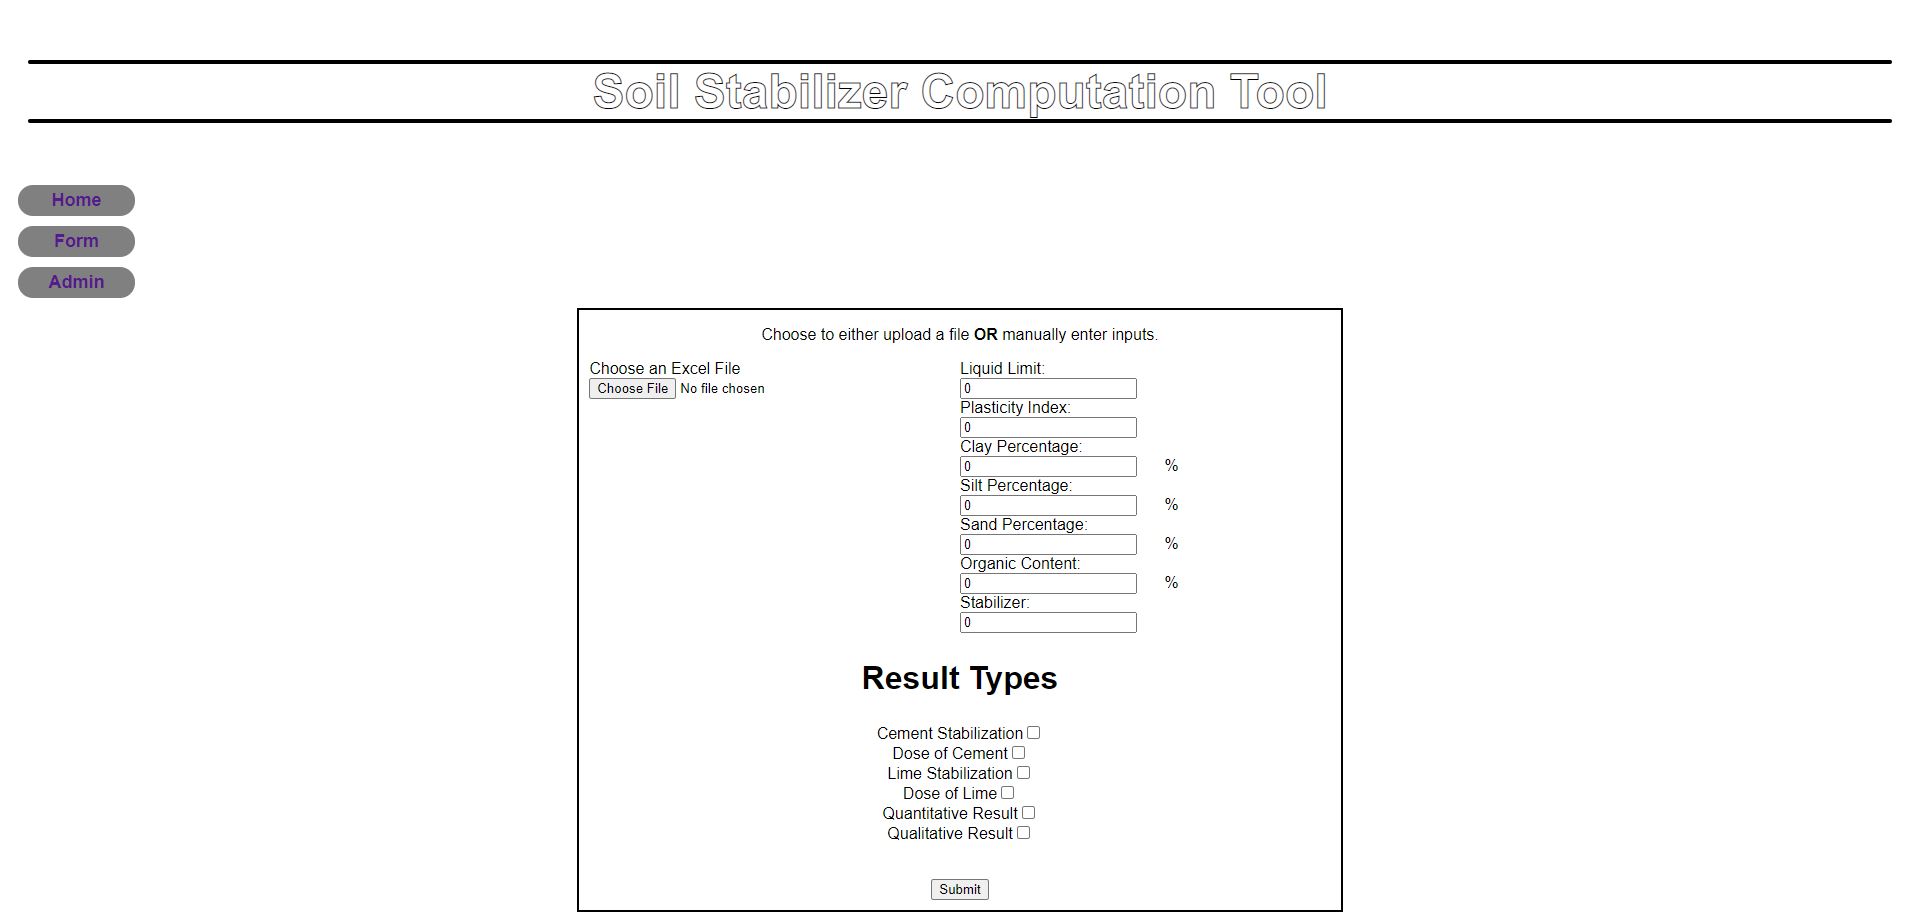 Soil Stabilizer Computation Tool
Home
Form
Admin
Choose to either upload a file OR manually enter inputs.
Choose an Excel File
Choose File No file chosen
Liquid Limit:
0
Plasticity Index:
0
Clay Percentage:
0 %
Silt Percentage:
0 %
Sand Percentage:
0 %
Organic Content:
0 %
Stabilizer:
0
Result Types
Cement Stabilization
Dose of Cement
Lime Stabilization
Dose of Lime
Quantitative Result
Qualitative Result
Submit